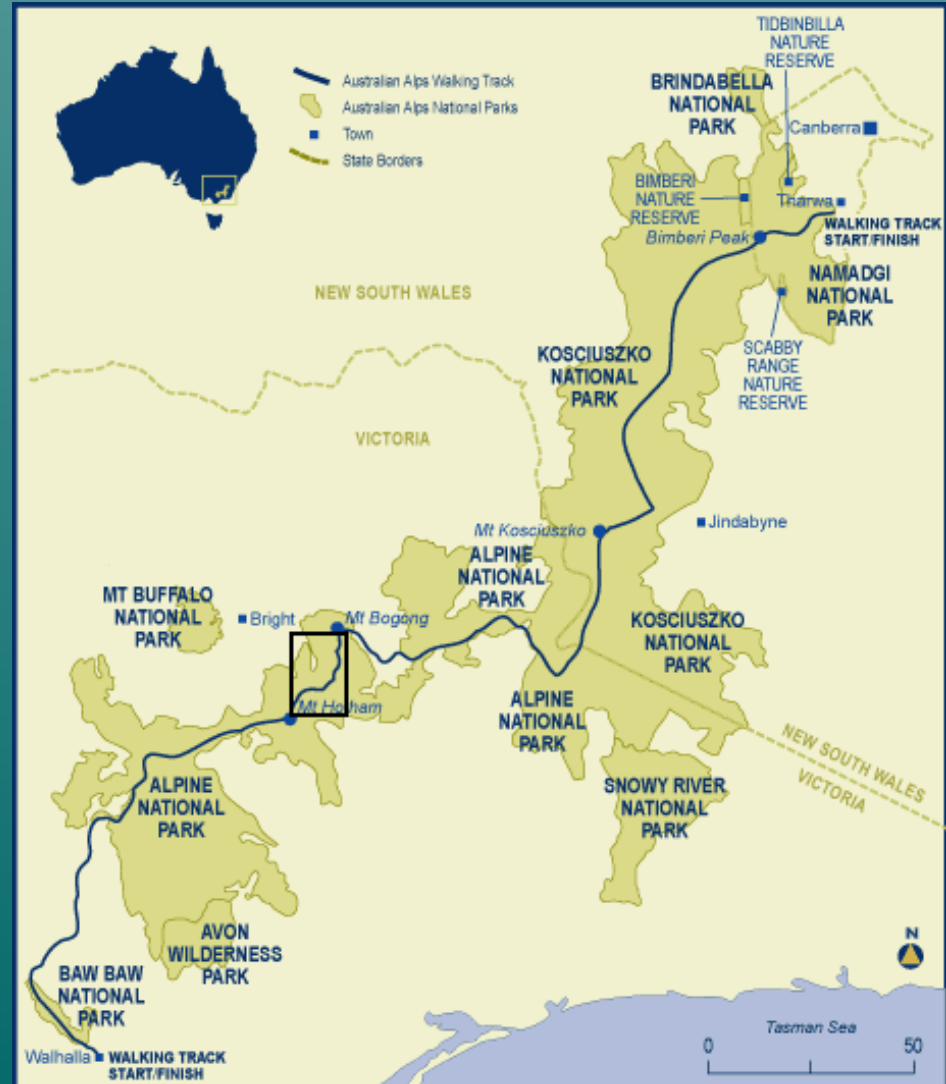 TIDBINBILLA
NATURE
RESERVE
Australian Alps Walking Track
Australian Alps National Parks
Town
State Borders
BRINDABELLA
NATIONAL
PARK
Canberra
BIMBERI
NATURE
RESERVE
Tharwa
WALKING TRACK
START/FINISH
Bimberi Peak
NAMADGI
NATIONAL
PARK
NEW SOUTH WALES
SCABBY
RANGE
NATURE
RESERVE
KOSCIUSZKO
NATIONAL
PARK
VICTORIA
Jindabyne
Mt Kosciuszko
ALPINE
NATIONAL
PARK
MT BUFFALO
NATIONAL
PARK
Bright
Mt Bogong
KOSCIUSZKO
NATIONAL
PARK
Mt Hotham
ALPINE
NATIONAL
PARK
NEW SOUTH WALES
VICTORIA
ALPINE
NATIONAL
PARK
SNOWY RIVER
NATIONAL
PARK
AVON
WILDERNESS
PARK
N
BAW BAW
NATIONAL
PARK
Tasman Sea
0
50
Walhalla
WALKING TRACK
START/FINISH